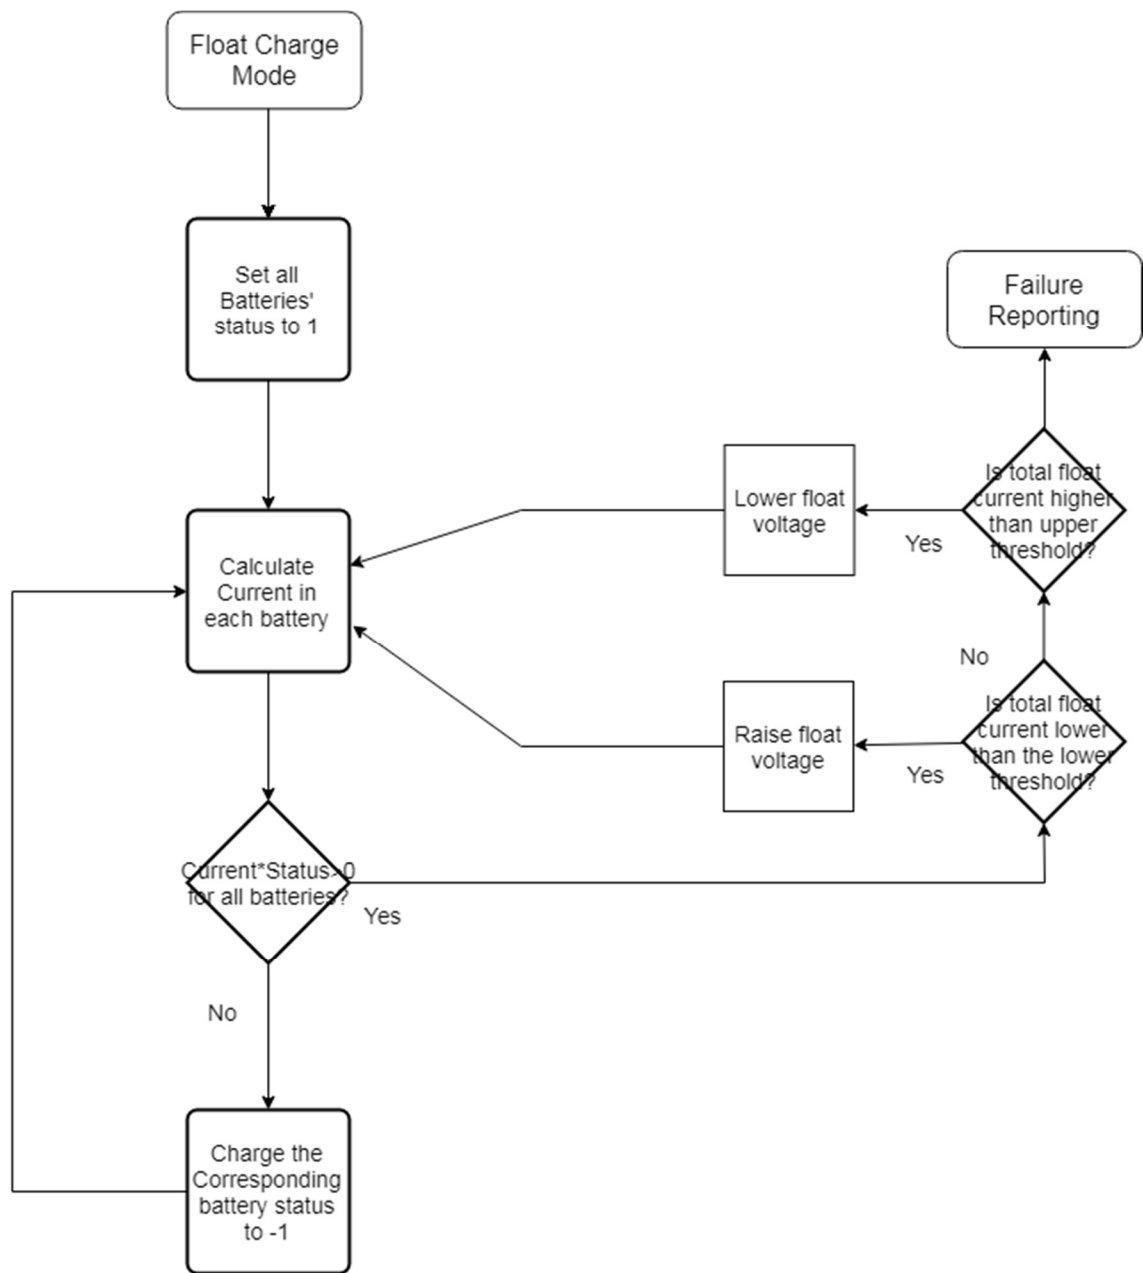 Float Charge
Mode
Set all
Batteries'
status to 1
Calculate
Current in
each battery
Current*Status>0
for all batteries?
Yes
No
Charge the
Corresponding
battery status
to -1
Failure
Reporting
Is total float
current higher
than upper
threshold?
Yes
Lower float
voltage
No
Is total float
current lower
than the lower
threshold?
Yes
Raise float
voltage